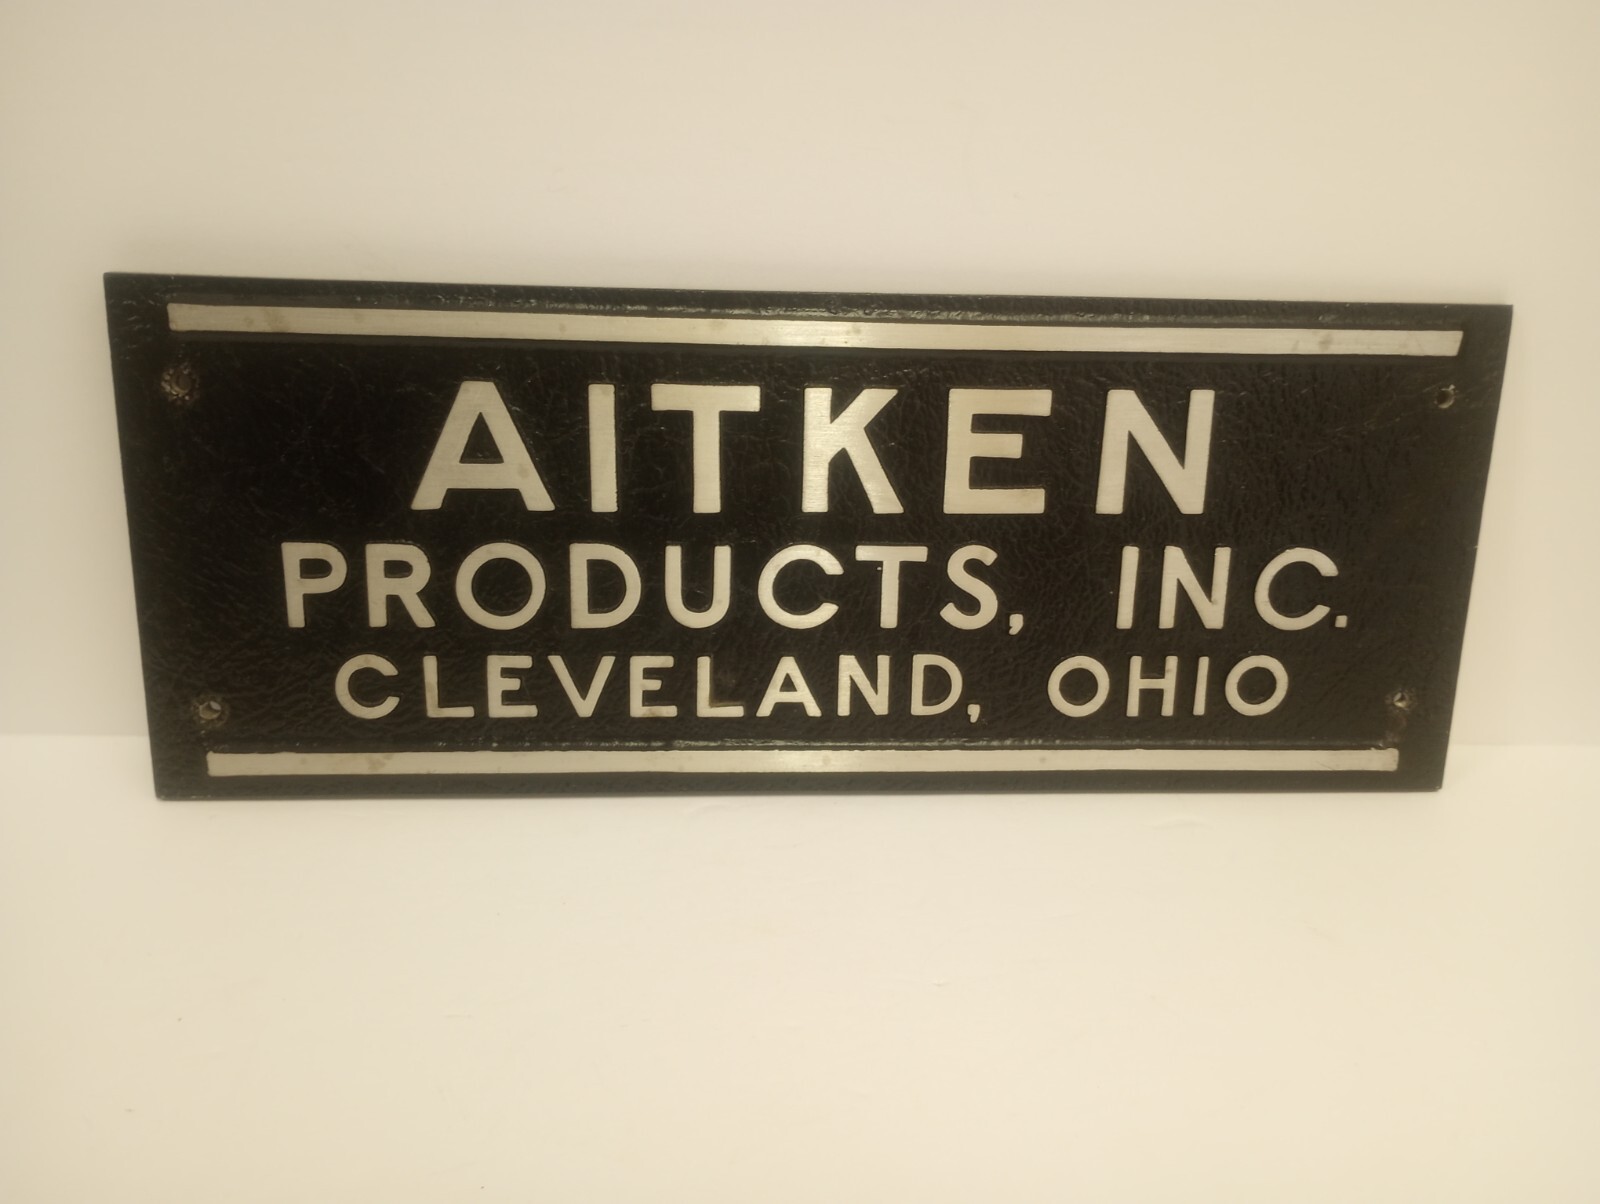 AITKEN
PRODUCTS, INC.
CLEVELAND, OHIO